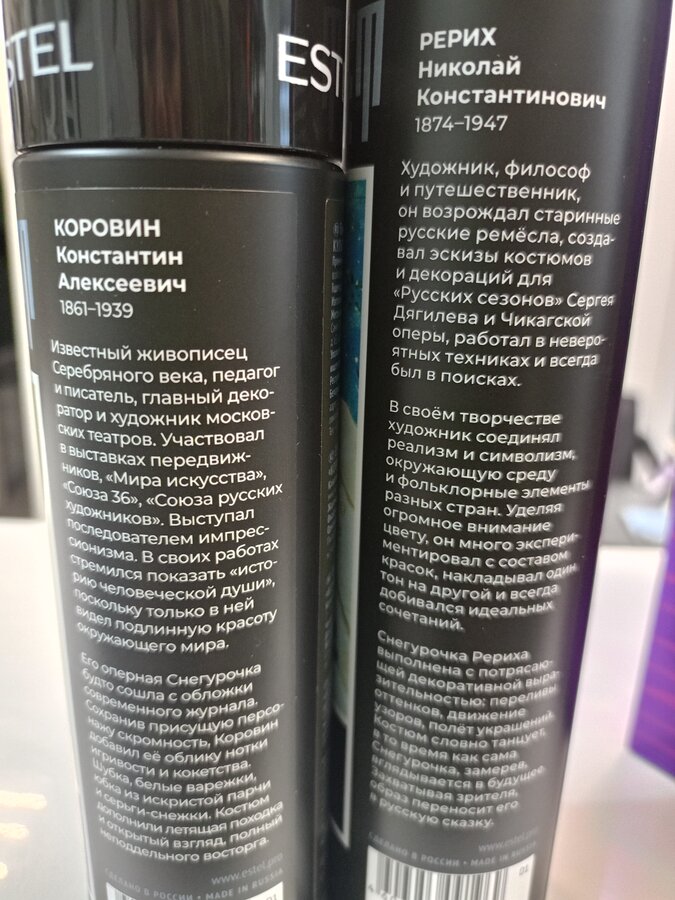 ESTEL
EST
КОРОВИН
Константин
Алексеевич
1861–1939
Известный живописец
Серебряного века, педагог
и писатель, главный деко-
ратор и художник москов-
ских театров. Участвовал
в выставках передвиж-
ников, «Мира искусства»,
«Союза 36», «Союза русских
художников». Выступал
последователем импрес-
сионизма. В своих работах
стремился показать «исто-
рию человеческой души»,
поскольку только в ней
видел подлинную красоту
окружающего мира.
Его оперная Снегурочка
будто сошла с обложки
современного журнала.
Сохранив присущую персо-
нажу скромность, Коровин
добавил её облику нотки
игривости и кокетства.
Шубка, белые варежки,
юбка из искристой парчи
и серьги-снежки. Костюм
дополнили летящая походка
и открытый взгляд, полный
неподдельного восторга.
www.estel.pro
СДЕЛАНО В РОССИИ • MADE IN RUSSIA
РЕРИХ
Николай
Константинович
1874–1947
Художник, философ
и путешественник,
он возрождал старинные
русские ремёсла, созда-
вал эскизы костюмов
и декораций для
«Русских сезонов» Сергея
Дягилева и Чикагской
оперы, работал в неверо-
ятных техниках и всегда
был в поисках.
В своём творчестве
художник соединял
реализм и символизм,
окружающую среду
и фольклорные элементы
разных стран. Уделяя
огромное внимание
цвету, он много экспери-
ментировал с составом
красок, накладывал один
тон на другой и всегда
добивался идеальных
сочетаний.
Снегурочка Рериха
выполнена с потрясаю-
щей декоративной выра-
зительностью: переливы
оттенков, движение
узоров, полёт украшений.
Костюм словно танцует,
в то время как сама
Снегурочка, замерев,
вглядывается в будущее.
Захватывая зрителя,
образ переносит его
в русскую сказку.
www.estel.pro
СДЕЛАНО В РОССИИ • MADE IN RUSSIA